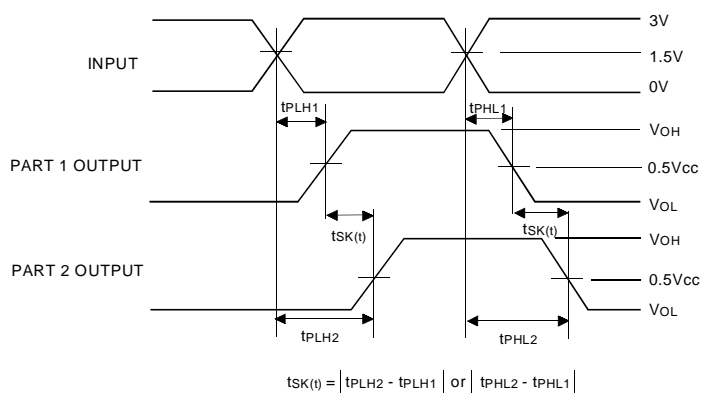 3V
INPUT
1.5V
0V
tPLH1
tPHL1
VOH
PART 1 OUTPUT
0.5Vcc
VOL
tSK(t)
tSK(t)
VOH
PART 2 OUTPUT
0.5Vcc
VOL
tPLH2
tPHL2
tSK(t) = |tPLH2 - tPLH1| or |tPHL2 - tPHL1|